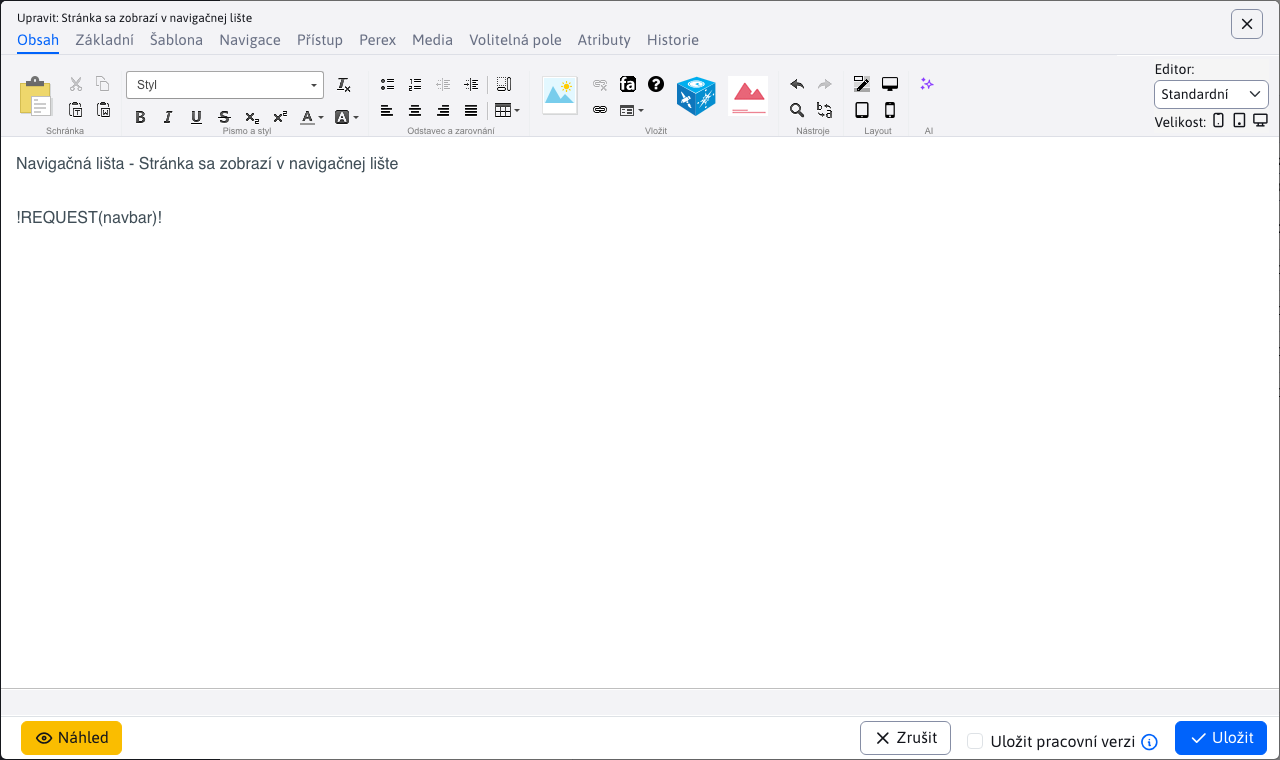 Upravit: Stránka sa zobrazí v navigačnej lište
Obsah Základní Šablona Navigace Přístup Perex Media Volitelná pole Atributy Historie
Styl
Schránka Písmo a styl Odstavec a zarovnání Vložit Nástroje Layout AI
Editor:
Standardní
Velikost:
Navigačná lišta - Stránka sa zobrazí v navigačnej lište
!REQUEST(navbar)!
Náhled Zrušit Uložit pracovní verzi Uložit